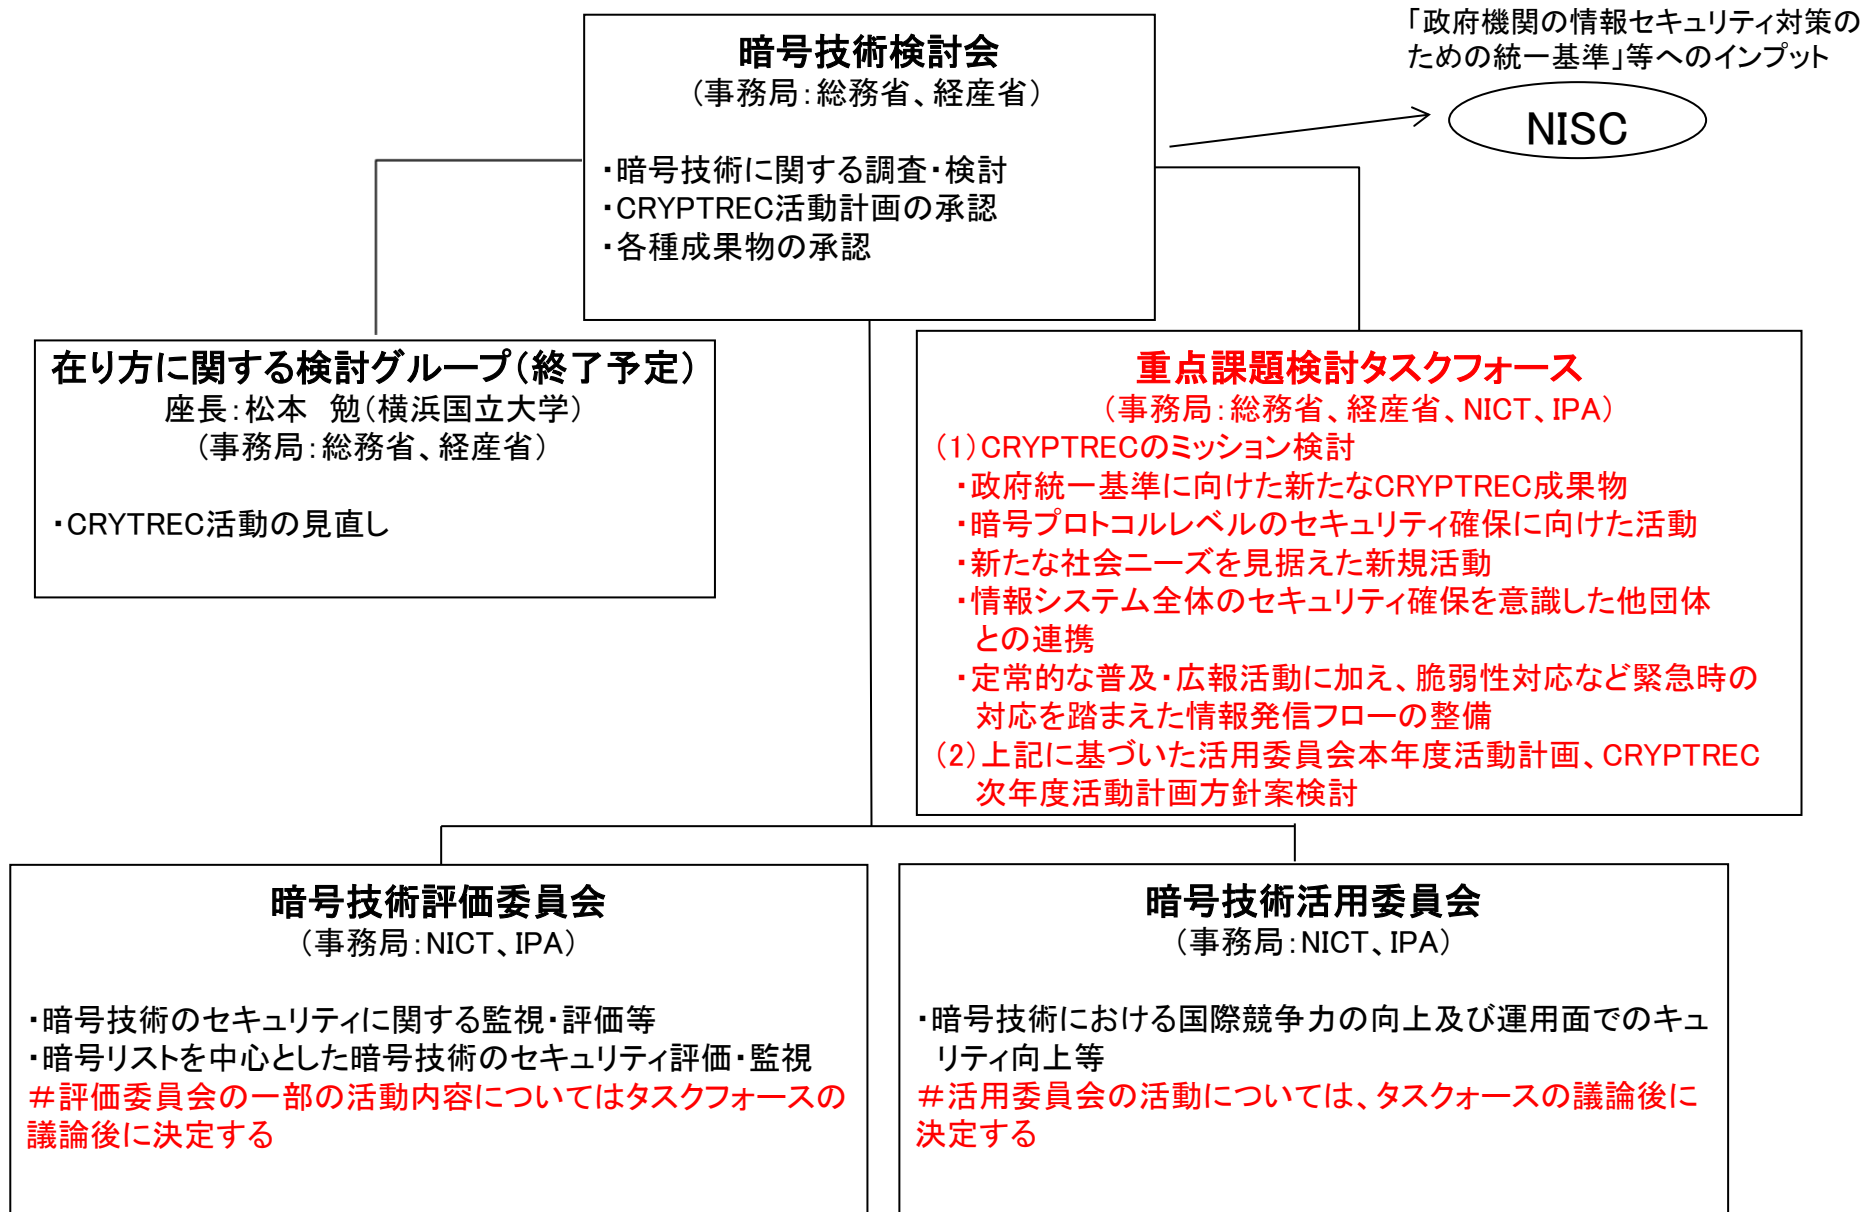 「政府機関の情報セキュリティ対策の
ための統一基準」等へのインプット
NISC
暗号技術検討会
(事務局:総務省、経産省)
・暗号技術に関する調査・検討
・CRYPTREC活動計画の承認
・各種成果物の承認
在り方に関する検討グループ(終了予定)
座長:松本　勉(横浜国立大学)
(事務局:総務省、経産省)
・CRYTREC活動の見直し
重点課題検討タスクフォース
(事務局:総務省、経産省、NICT、IPA)
(1)CRYPTRECのミッション検討
・政府統一基準に向けた新たなCRYPTREC成果物
・暗号プロトコルレベルのセキュリティ確保に向けた活動
・新たな社会ニーズを見据えた新規活動
・情報システム全体のセキュリティ確保を意識した他団体
との連携
・定常的な普及・広報活動に加え、脆弱性対応など緊急時の
対応を踏まえた情報発信フローの整備
(2)上記に基づいた活用委員会本年度活動計画、CRYPTREC
次年度活動計画方針案検討
暗号技術評価委員会
(事務局:NICT、IPA)
・暗号技術のセキュリティに関する監視・評価等
・暗号リストを中心とした暗号技術のセキュリティ評価・監視
#評価委員会の一部の活動内容についてはタスクフォースの
議論後に決定する
暗号技術活用委員会
(事務局:NICT、IPA)
・暗号技術における国際競争力の向上及び運用面でのキュ
リティ向上等
#活用委員会の活動については、タスクォースの議論後に
決定する